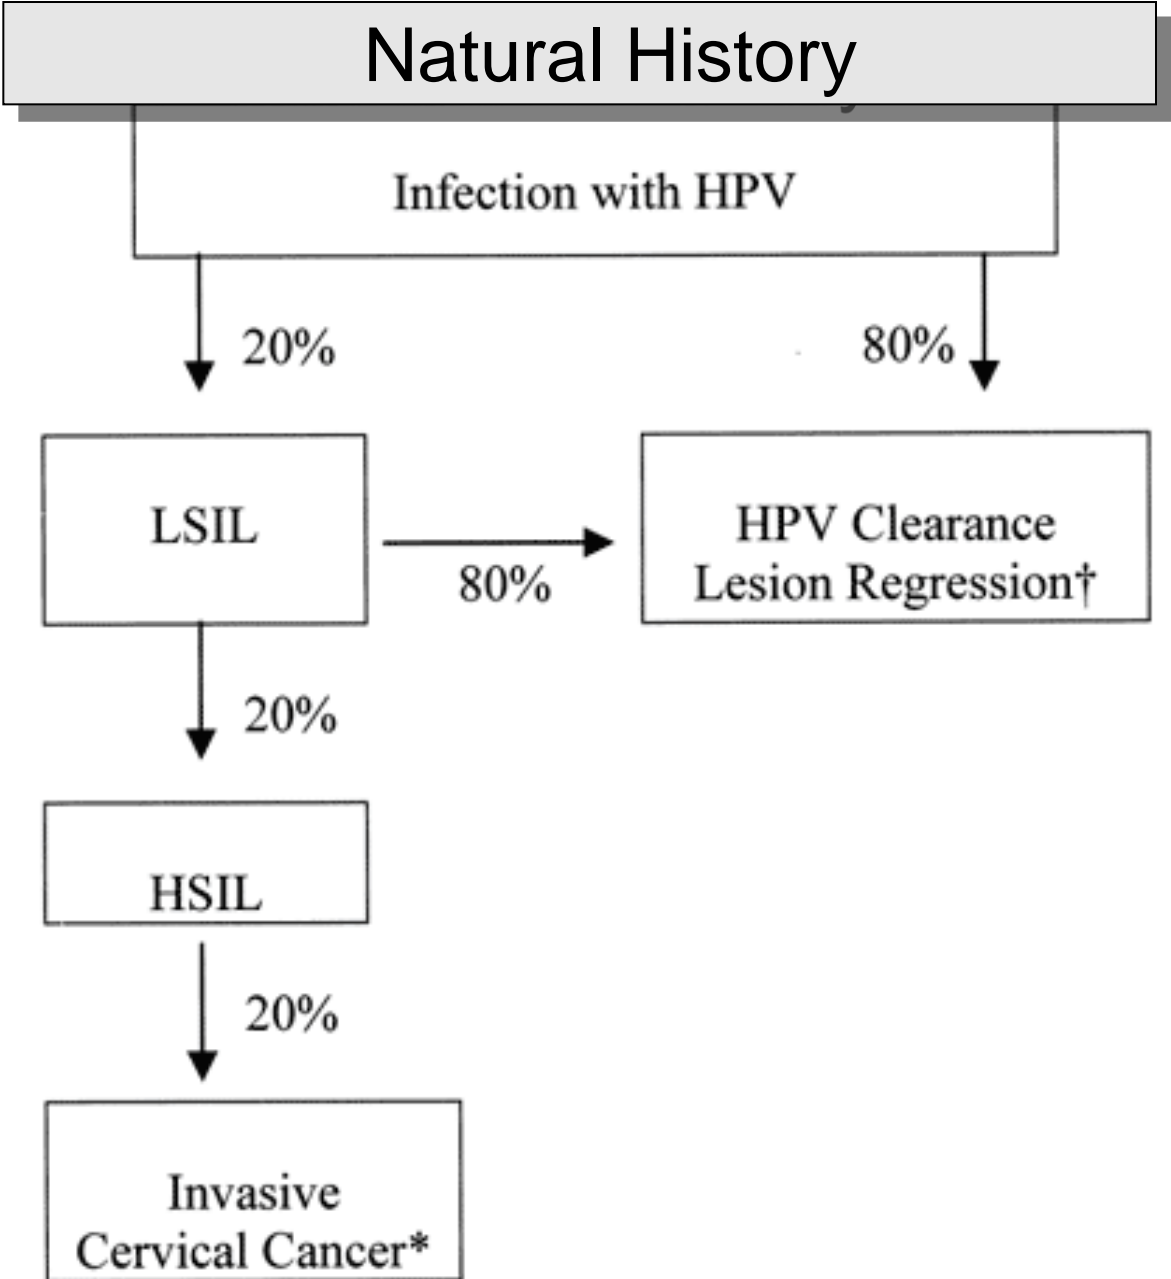 Natural History
Infection with HPV
20%
80%
LSIL
80%
HPV Clearance
Lesion Regression†
20%
HSIL
20%
Invasive
Cervical Cancer*